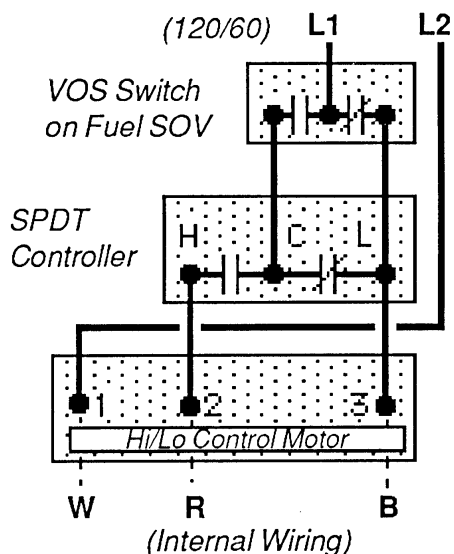 (120/60) L1 L2
VOS Switch
on Fuel SOV
SPDT
Controller
H C L
1 2 3
Hi/Lo Control Motor
W R B
(Internal Wiring)